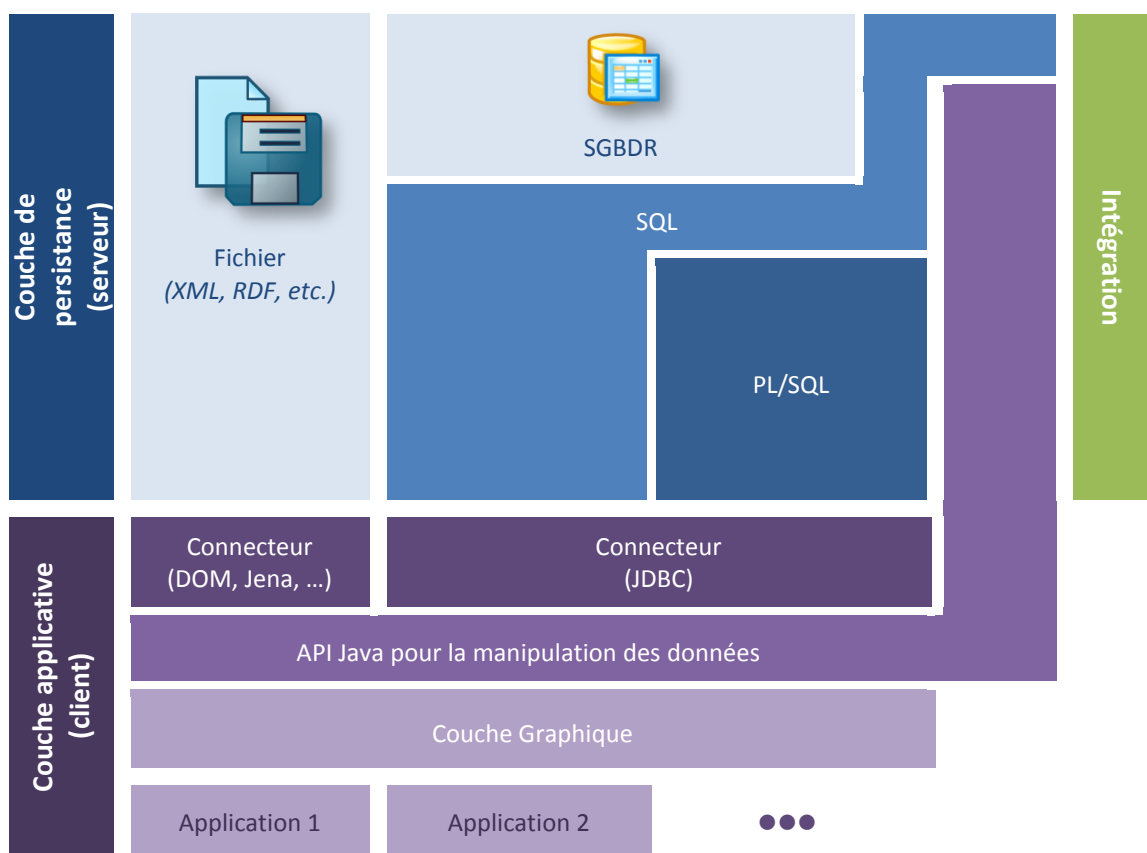 Couche de
persistance
(serveur)
Fichier
(XML, RDF, etc.)
SGBDR
SQL
PL/SQL
Intégration
Couche applicative
(client)
Connecteur
(DOM, Jena, …)
Connecteur
(JDBC)
API Java pour la manipulation des données
Couche Graphique
Application 1
Application 2
●●●